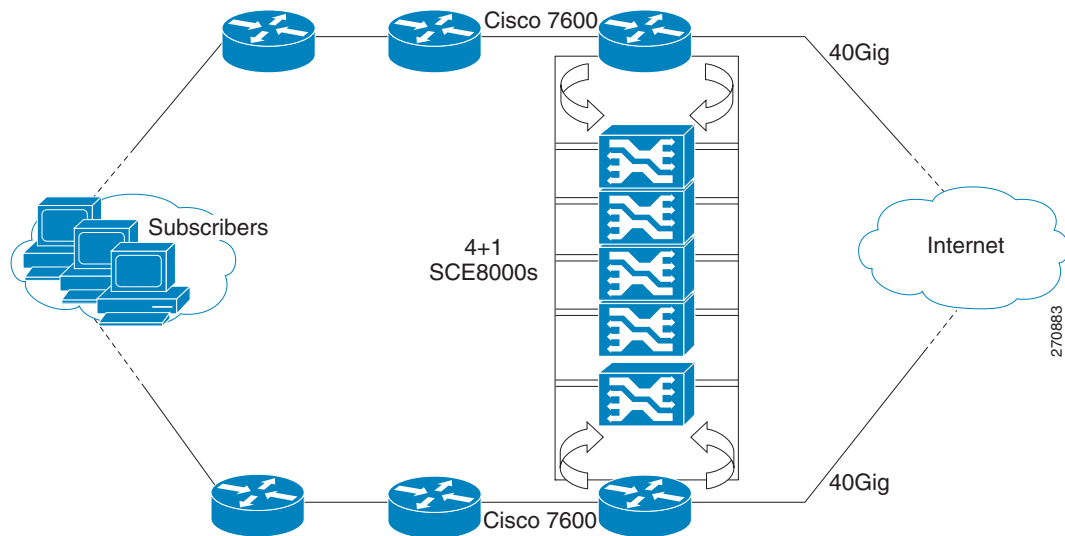 Cisco 7600
40Gig
Subscribers
4+1
SCE8000s
Internet
270883
40Gig
Cisco 7600